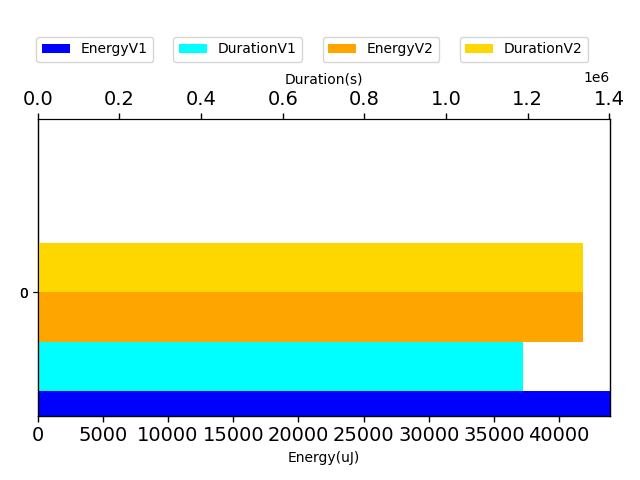 EnergyV1 DurationV1 EnergyV2 DurationV2
Duration(s)
1e6
0.0 0.2 0.4 0.6 0.8 1.0 1.2 1.4
0
0 5000 10000 15000 20000 25000 30000 35000 40000
Energy(uJ)